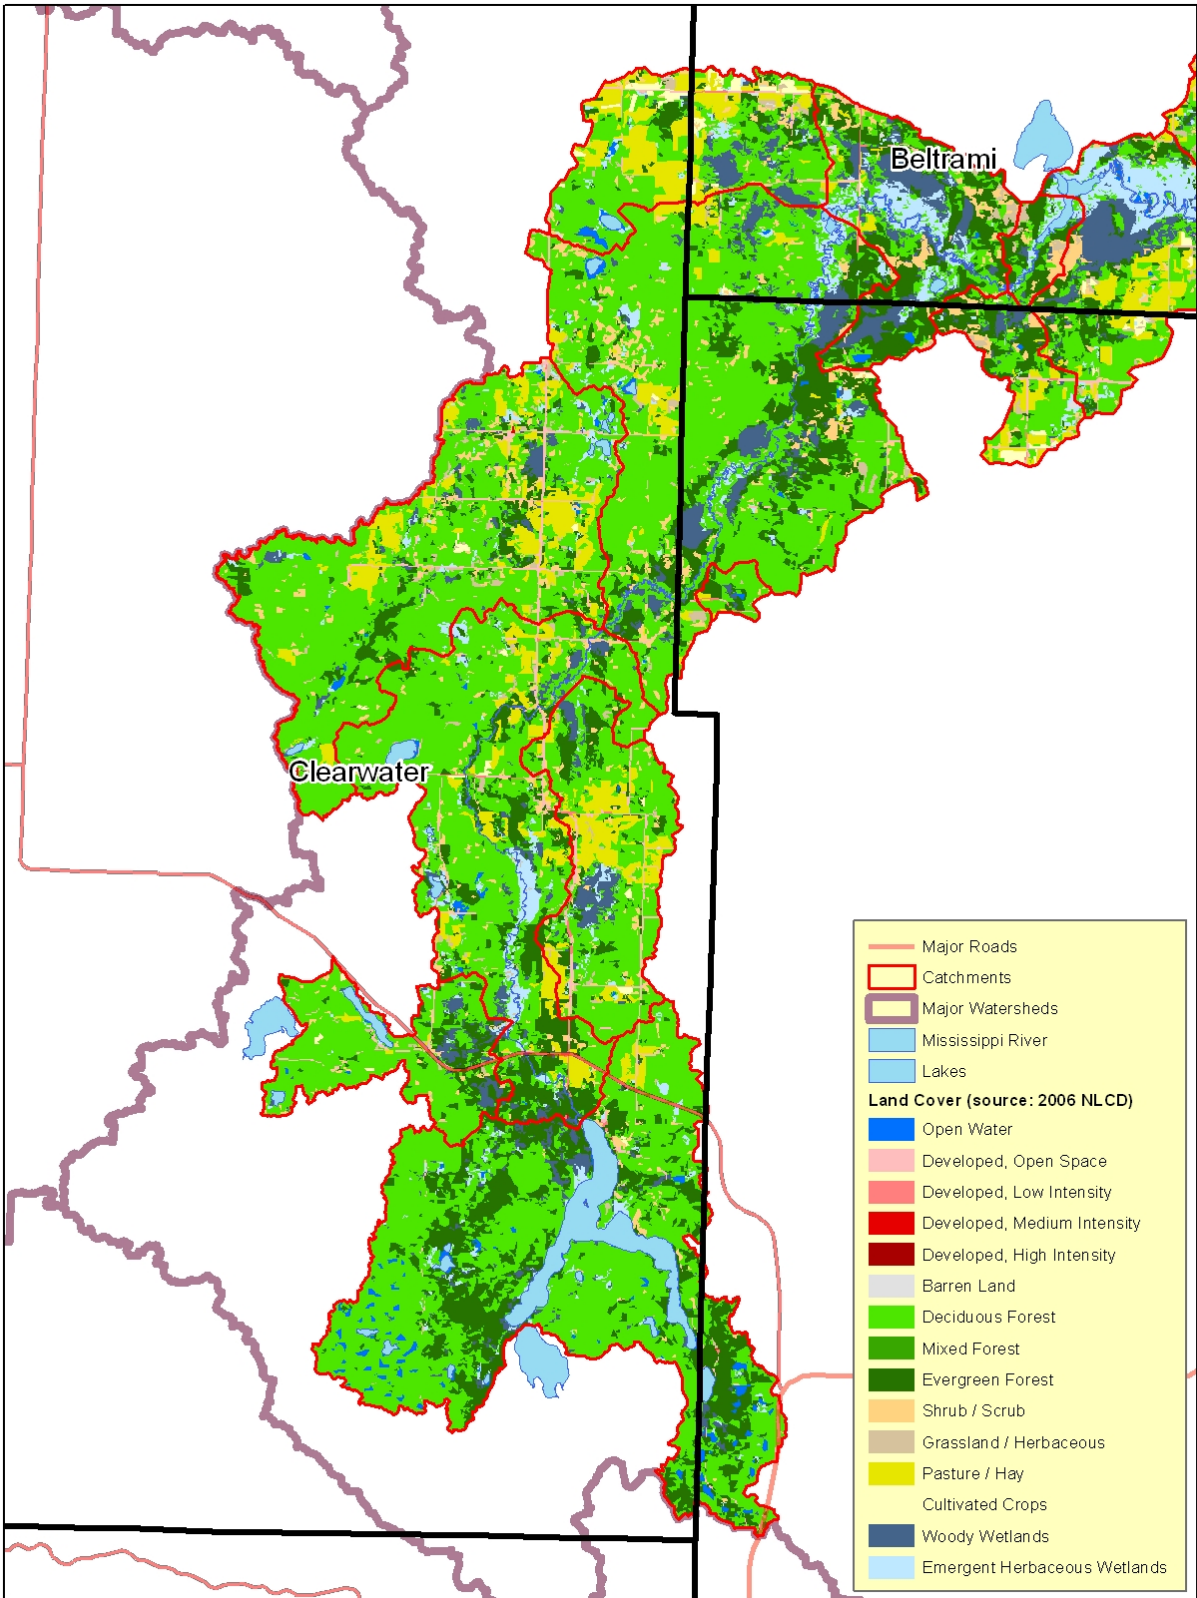 Beltrami
Clearwater
Major Roads
Catchments
Major Watersheds
Mississippi River
Lakes
Land Cover (source: 2006 NLCD)
Open Water
Developed, Open Space
Developed, Low Intensity
Developed, Medium Intensity
Developed, High Intensity
Barren Land
Deciduous Forest
Mixed Forest
Evergreen Forest
Shrub / Scrub
Grassland / Herbaceous
Pasture / Hay
Cultivated Crops
Woody Wetlands
Emergent Herbaceous Wetlands